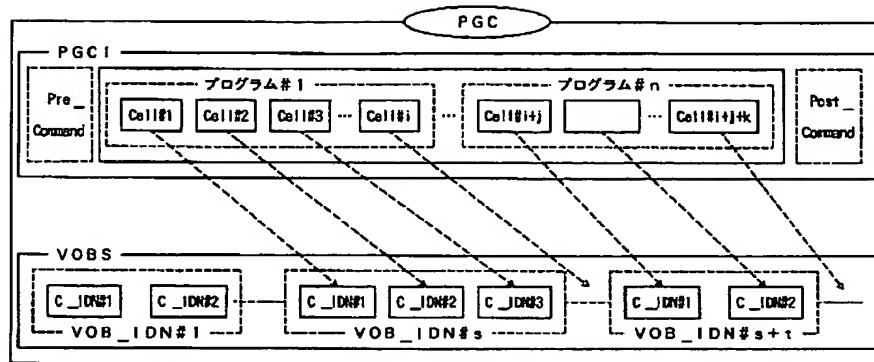 PGC
PGCI
プログラム#1 プログラム#n
Pre_
Command
Cell#1 Cell#2 Cell#3 … Cell#i … Cell#i+j … Cell#i+j+k
Post_
Command
VOBS
C_IDN#1 C_IDN#2 C_IDN#1 C_IDN#2 C_IDN#3 C_IDN#1 C_IDN#2
VOB_IDN#1 VOB_IDN#s VOB_IDN#s+t